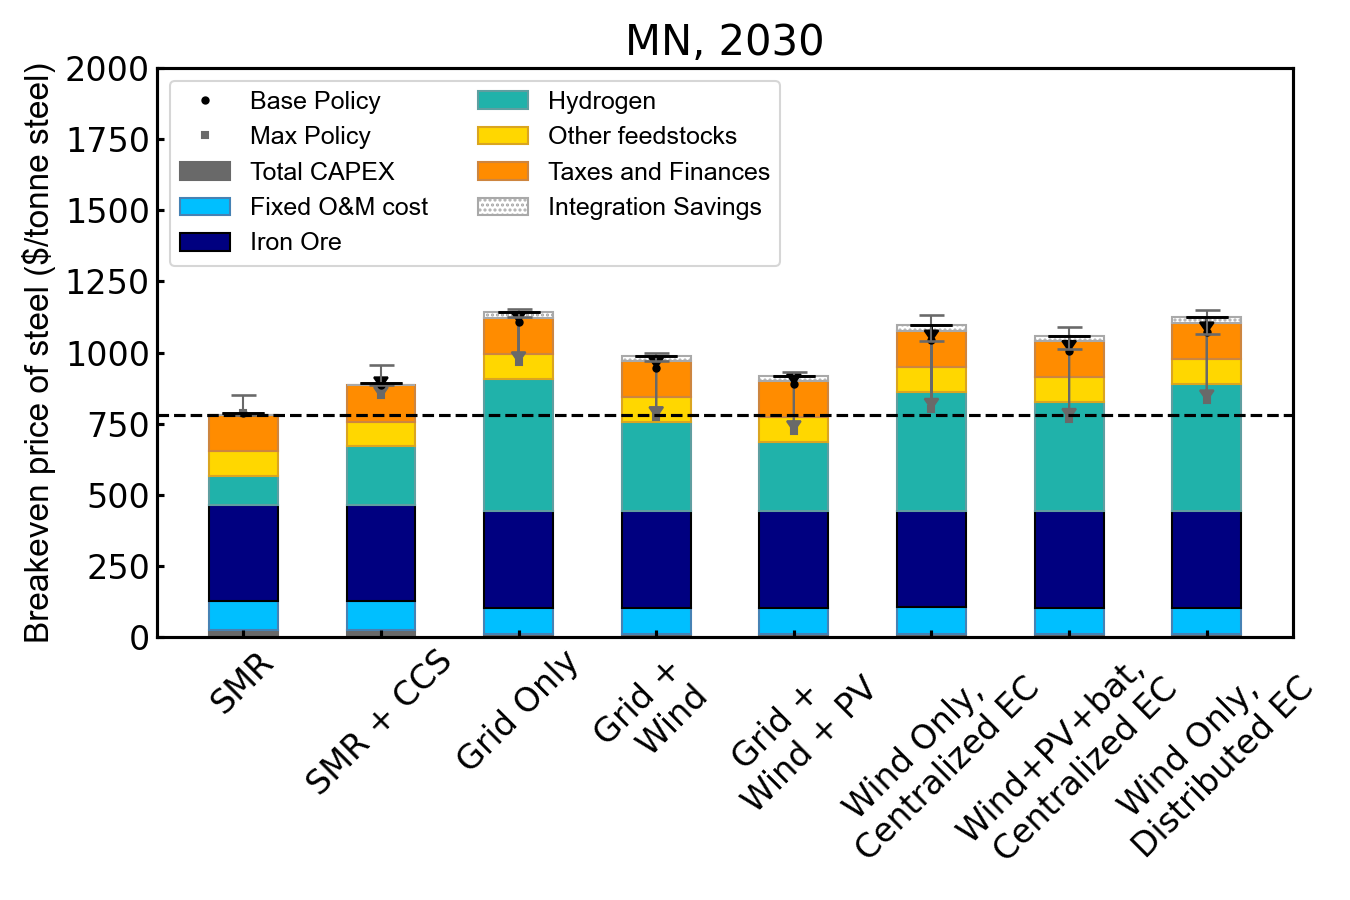 MN, 2030
Breakeven price of steel ($/tonne steel)
2000
1750
1500
1250
1000
750
500
250
0
Base Policy
Max Policy
Total CAPEX
Fixed O&M cost
Iron Ore
Hydrogen
Other feedstocks
Taxes and Finances
Integration Savings
SMR
SMR + CCS
Grid Only
Grid +
Wind
Grid +
Wind + PV
Wind Only,
Centralized EC
Wind+PV+bat,
Centralized EC
Wind Only,
Distributed EC